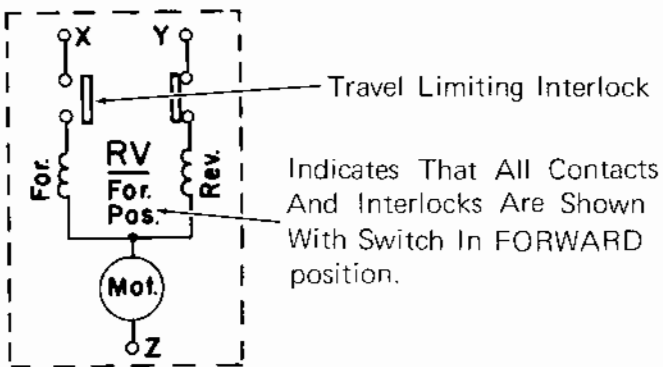 X Y
Travel Limiting Interlock
For.
RV
For.
Pos.
Rev.
Indicates That All Contacts
And Interlocks Are Shown
With Switch In FORWARD
position.
Mot.
Z